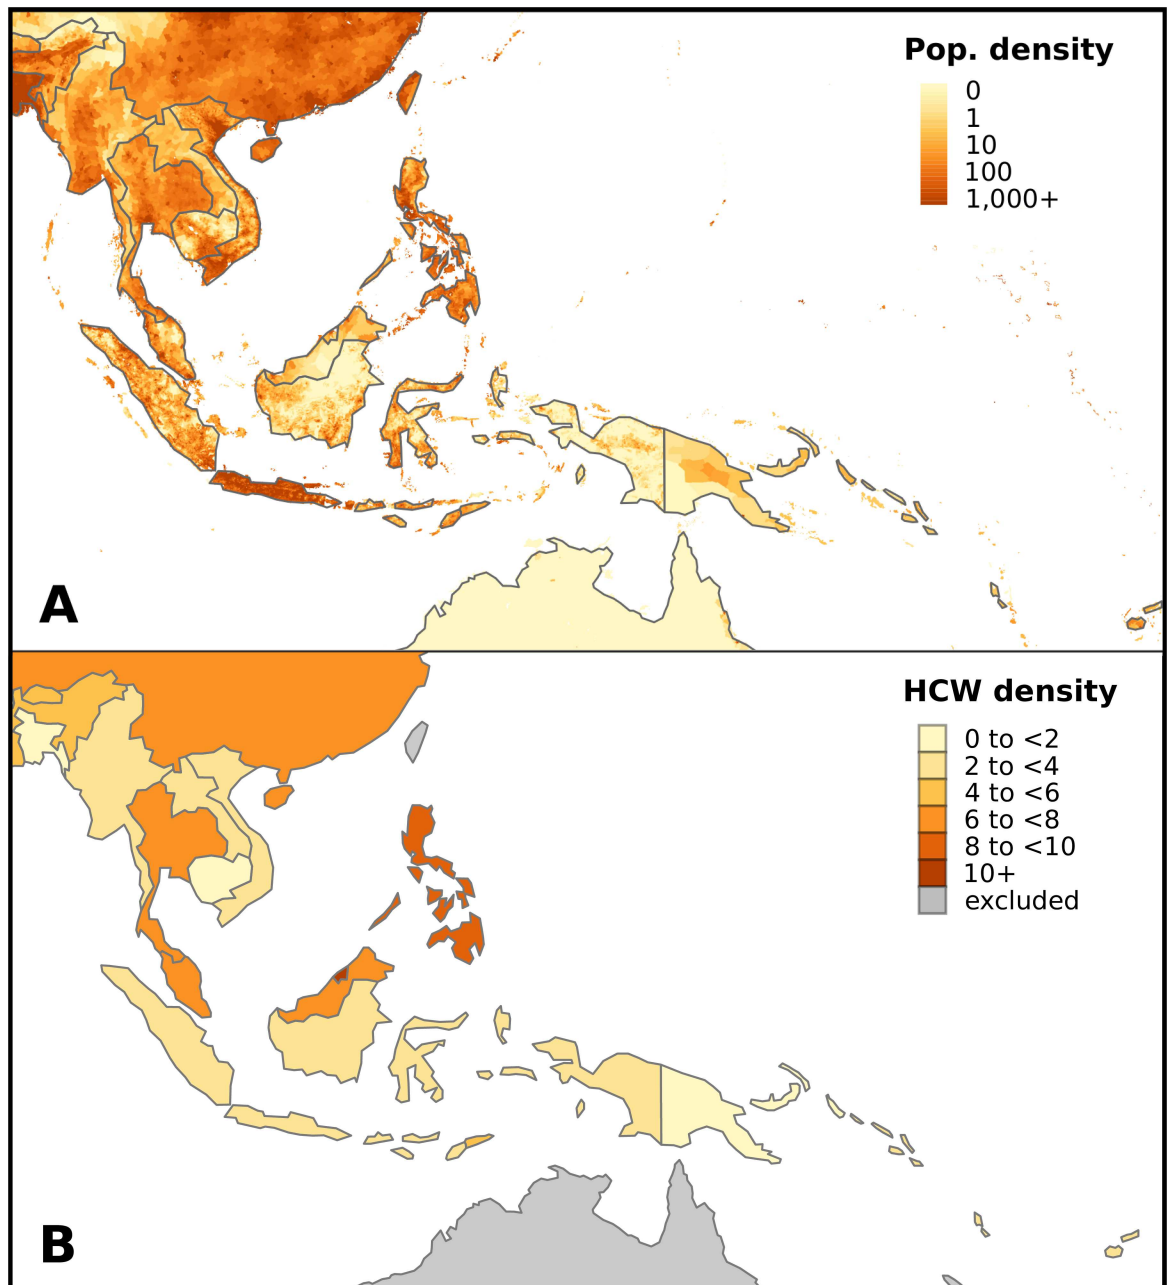 Pop. density
0
1
10
100
1,000+
A
HCW density
0 to <2
2 to <4
4 to <6
6 to <8
8 to <10
10+
excluded
B